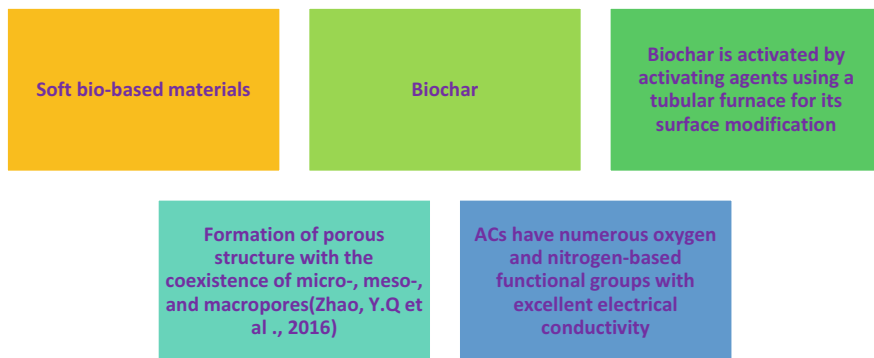 Soft bio-based materials
Biochar
Biochar is activated by
activating agents using a
tubular furnace for its
surface modification
Formation of porous
structure with the
coexistence of micro-, meso-,
and macropores(Zhao, Y.Q et
al ., 2016)
ACs have numerous oxygen
and nitrogen-based
functional groups with
excellent electrical
conductivity